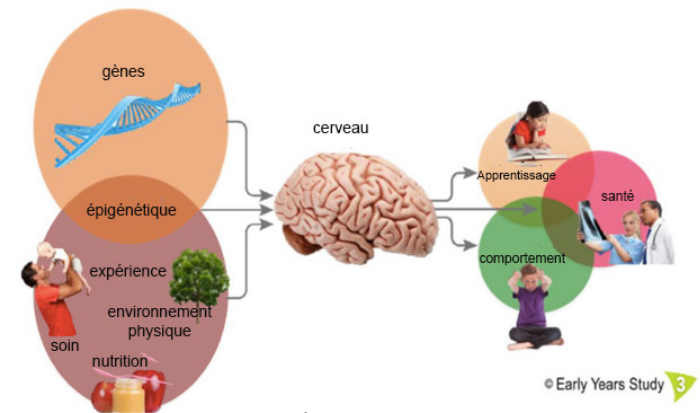 gènes
cerveau
Apprentissage
santé
épigénétique
comportement
expérience
environnement
physique
soin
nutrition
© Early Years Study 3